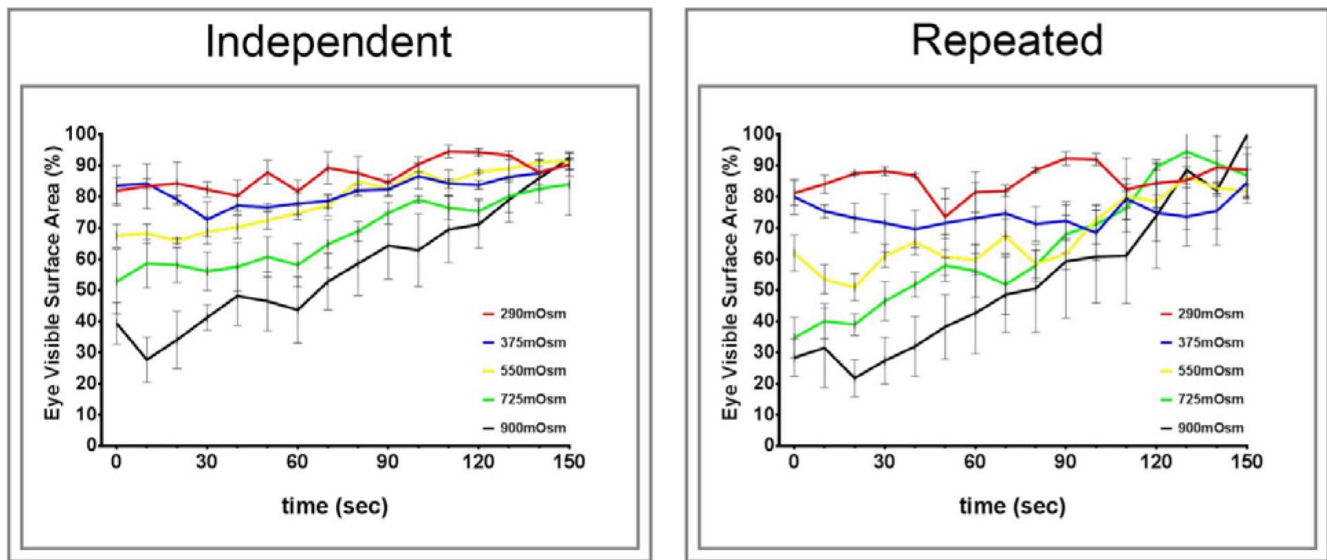 Independent
Eye Visible Surface Area (%)
100
90
80
70
60
50
40
30
20
10
0
290mOsm
375mOsm
550mOsm
725mOsm
900mOsm
0 30 60 90 120 150
time (sec)
Repeated
Eye Visible Surface Area (%)
100
90
80
70
60
50
40
30
20
10
0
290mOsm
375mOsm
550mOsm
725mOsm
900mOsm
0 30 60 90 120 150
time (sec)